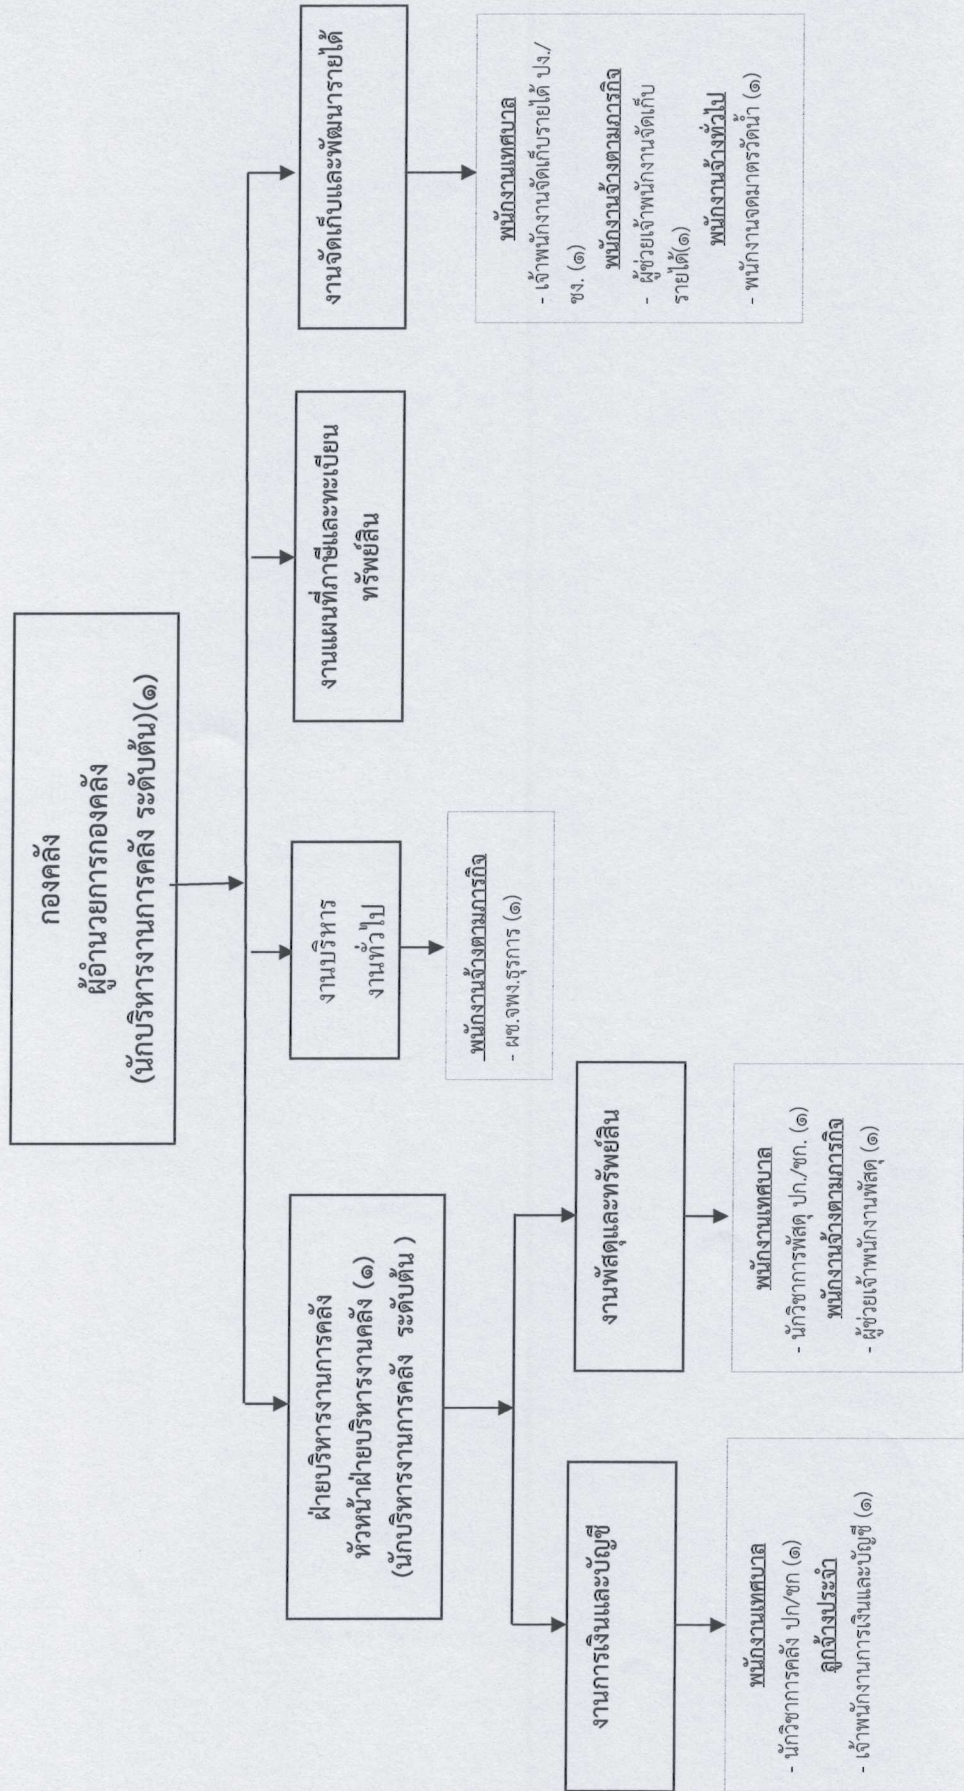 กองคลัง
ผู้อำนวยการกองคลัง
(นักบริหารงานการคลัง ระดับต้น)(๑)
ฝ่ายบริหารงานการคลัง
หัวหน้าฝ่ายบริหารงานคลัง (๑)
(นักบริหารงานการคลัง ระดับต้น )
งานบริหาร
งานทั่วไป
งานแผนที่ภาษีและทะเบียน
ทรัพย์สิน
งานจัดเก็บและพัฒนารายได้
พนักงานจ้างตามภารกิจ
- ผช.จพง.ธุรการ (๑)
พนักงานเทศบาล
- เจ้าพนักงานจัดเก็บรายได้ ปง./
ชง. (๑)
พนักงานจ้างตามภารกิจ
- ผู้ช่วยเจ้าพนักงานจัดเก็บ
รายได้(๑)
พนักงานจ้างทั่วไป
- พนักงานจดมาตรวัดน้ำ (๑)
งานการเงินและบัญชี
งานพัสดุและทรัพย์สิน
พนักงานเทศบาล
- นักวิชาการคลัง ปก/ชก (๑)
ลูกจ้างประจำ
- เจ้าพนักงานการเงินและบัญชี (๑)
พนักงานเทศบาล
- นักวิชาการพัสดุ ปก./ชก. (๑)
พนักงานจ้างตามภารกิจ
- ผู้ช่วยเจ้าพนักงานพัสดุ (๑)